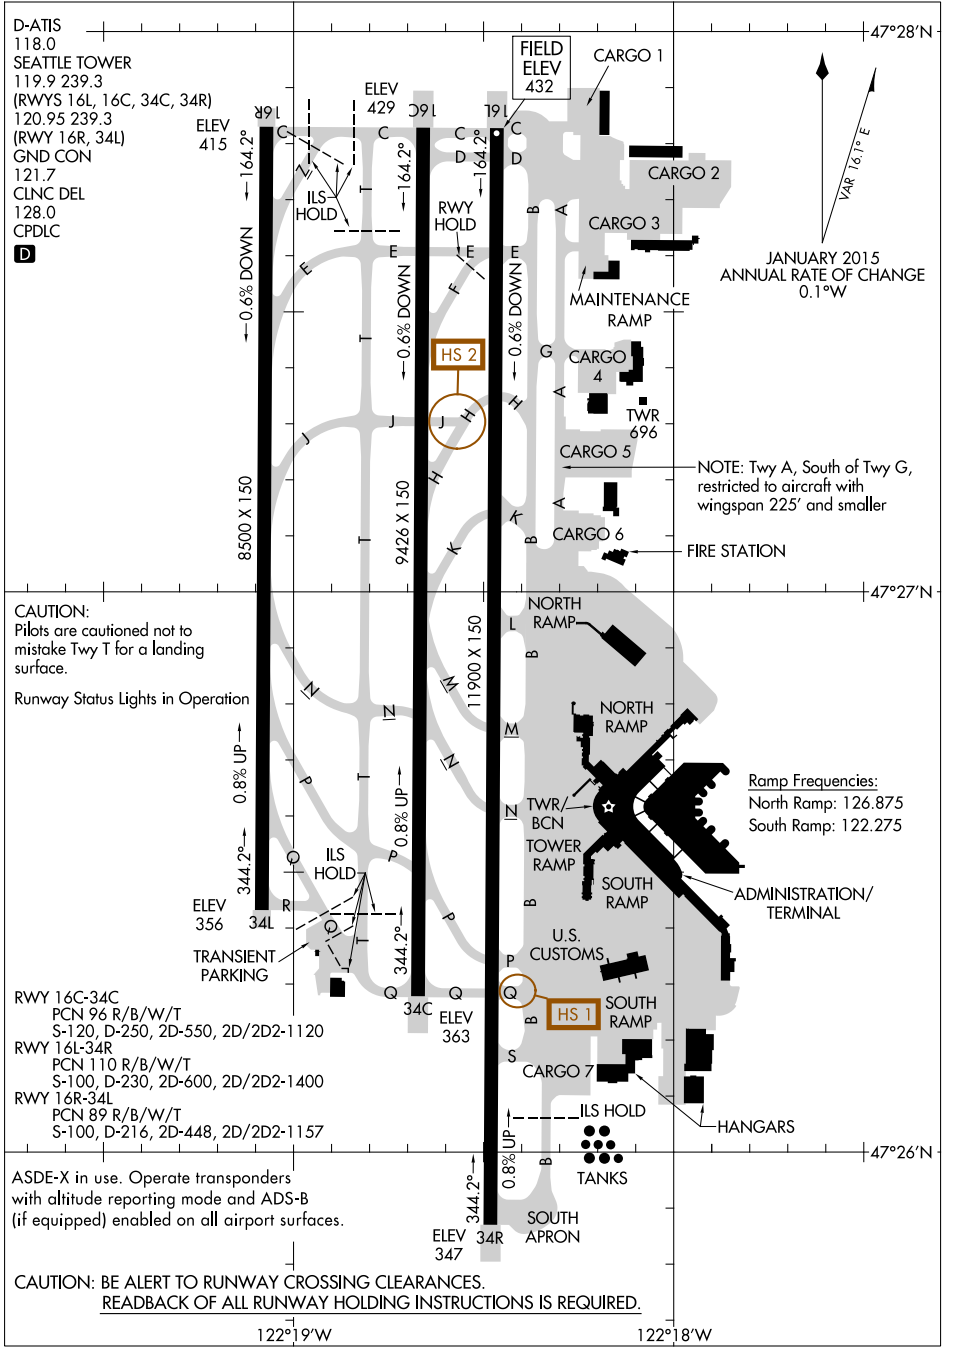 D-ATIS
118.0
SEATTLE TOWER
119.9 239.3
(RWYS 16L, 16C, 34C, 34R)
120.95 239.3
(RWY 16R, 34L)
GND CON
121.7
CLNC DEL
128.0
CPDLC
D
47°28'N
FIELD
ELEV
432
CARGO 1
ELEV
429
ELEV
415
16R
16C
16L
C
C
C
C
D
D
164.2°
164.2°
164.2°
Z
ILS
HOLD
T
RWY
HOLD
B
A
CARGO 2
CARGO 3
VAR 16.1° E
JANUARY 2015
ANNUAL RATE OF CHANGE
0.1°W
E
E
E
E
F
0.6% DOWN
0.6% DOWN
0.6% DOWN
MAINTENANCE
RAMP
T
HS 2
G
CARGO
4
A
H
H
J
J
J
TWR
696
CARGO 5
NOTE: Twy A, South of Twy G,
restricted to aircraft with
wingspan 225' and smaller
H
8500 X 150
9426 X 150
A
K
K
T
B
CARGO 6
FIRE STATION
47°27'N
CAUTION:
Pilots are cautioned not to
mistake Twy T for a landing
surface.
Runway Status Lights in Operation
NORTH
RAMP
L
B
11900 X 150
N
N
M
M
N
N
NORTH
RAMP
0.8% UP
0.8% UP
P
T
TWR/
BCN
TOWER
RAMP
Ramp Frequencies:
North Ramp: 126.875
South Ramp: 122.275
344.2°
Q
ILS
HOLD
P
SOUTH
RAMP
ADMINISTRATION/
TERMINAL
ELEV
356
34L
R
Q
P
B
T
344.2°
TRANSIENT
PARKING
U.S.
CUSTOMS
P
Q
Q
Q
34C
ELEV
363
HS 1
SOUTH
RAMP
B
S
CARGO 7
RWY 16C-34C
PCN 96 R/B/W/T
S-120, D-250, 2D-550, 2D/2D2-1120
RWY 16L-34R
PCN 110 R/B/W/T
S-100, D-230, 2D-600, 2D/2D2-1400
RWY 16R-34L
PCN 89 R/B/W/T
S-100, D-216, 2D-448, 2D/2D2-1157
ILS HOLD
HANGARS
TANKS
47°26'N
0.8% UP
344.2°
B
ASDE-X in use. Operate transponders
with altitude reporting mode and ADS-B
(if equipped) enabled on all airport surfaces.
ELEV
347
34R
SOUTH
APRON
CAUTION: BE ALERT TO RUNWAY CROSSING CLEARANCES.
READBACK OF ALL RUNWAY HOLDING INSTRUCTIONS IS REQUIRED.
122°19'W
122°18'W